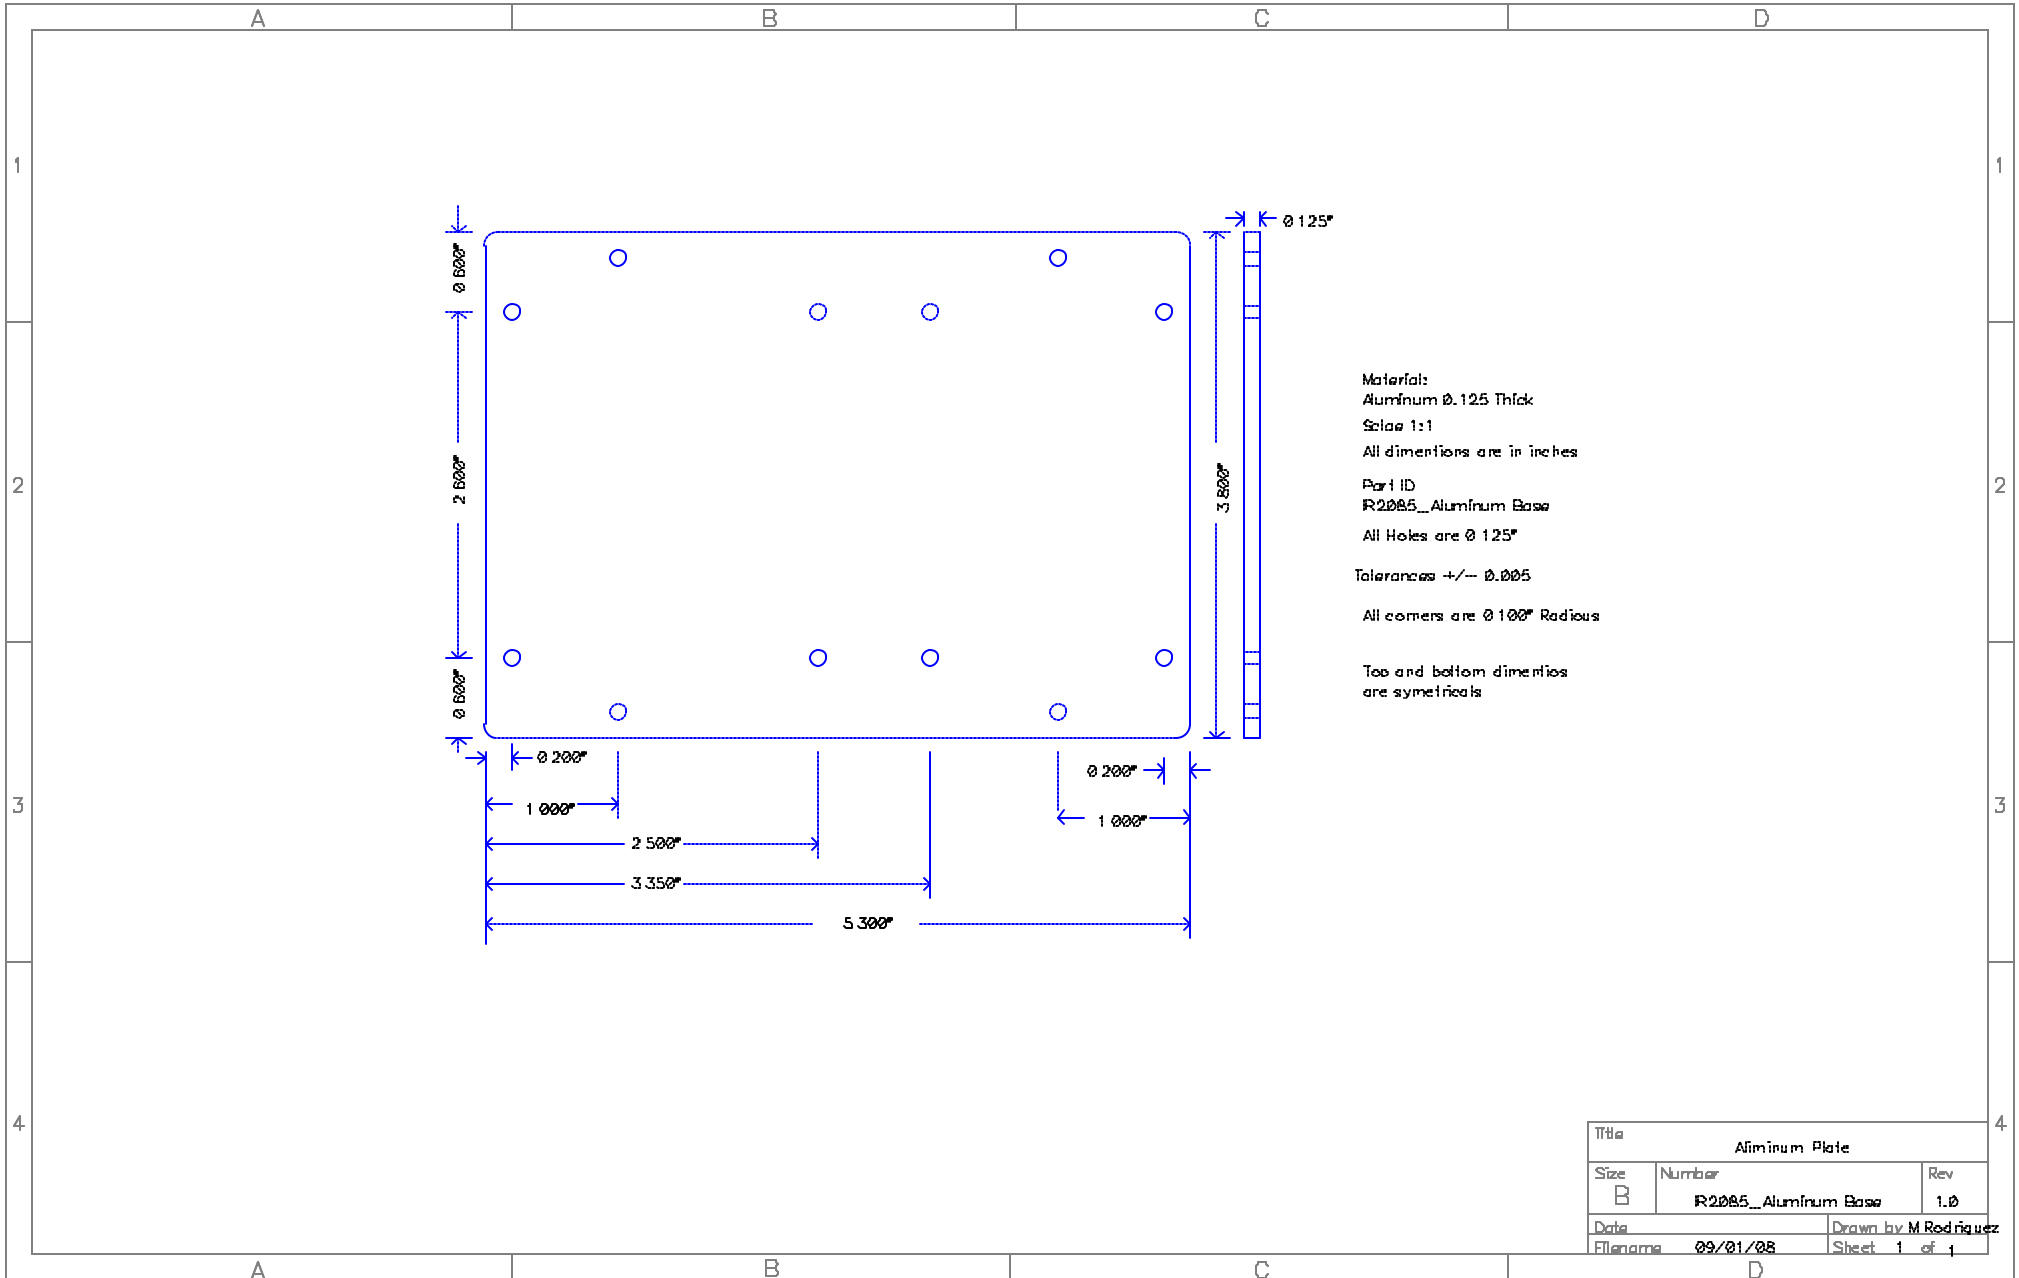 A B C D
1 1
0.125"
0.600"
Material:
Aluminum 0.125 Thick
Sclae 1:1
All dimentions are in inches
2.600"
3.800"
2 2
Part ID
IR2085_Aluminum Base
All Holes are 0.125"
Tolerances +/- 0.005
All corners are 0.100" Radious
Top and bottom dimentios
are symetricals
0.600"
0.200"
0.200"
3 3
1.000"
1.000"
2.500"
3.350"
5.300"
4 4
Title
Aliminum Plate
Size Number Rev
B IR2085_Aluminum Base 1.0
Date Drawn by M.Rodriguez
Filename 09/01/08 Sheet 1 of 1
A B C D